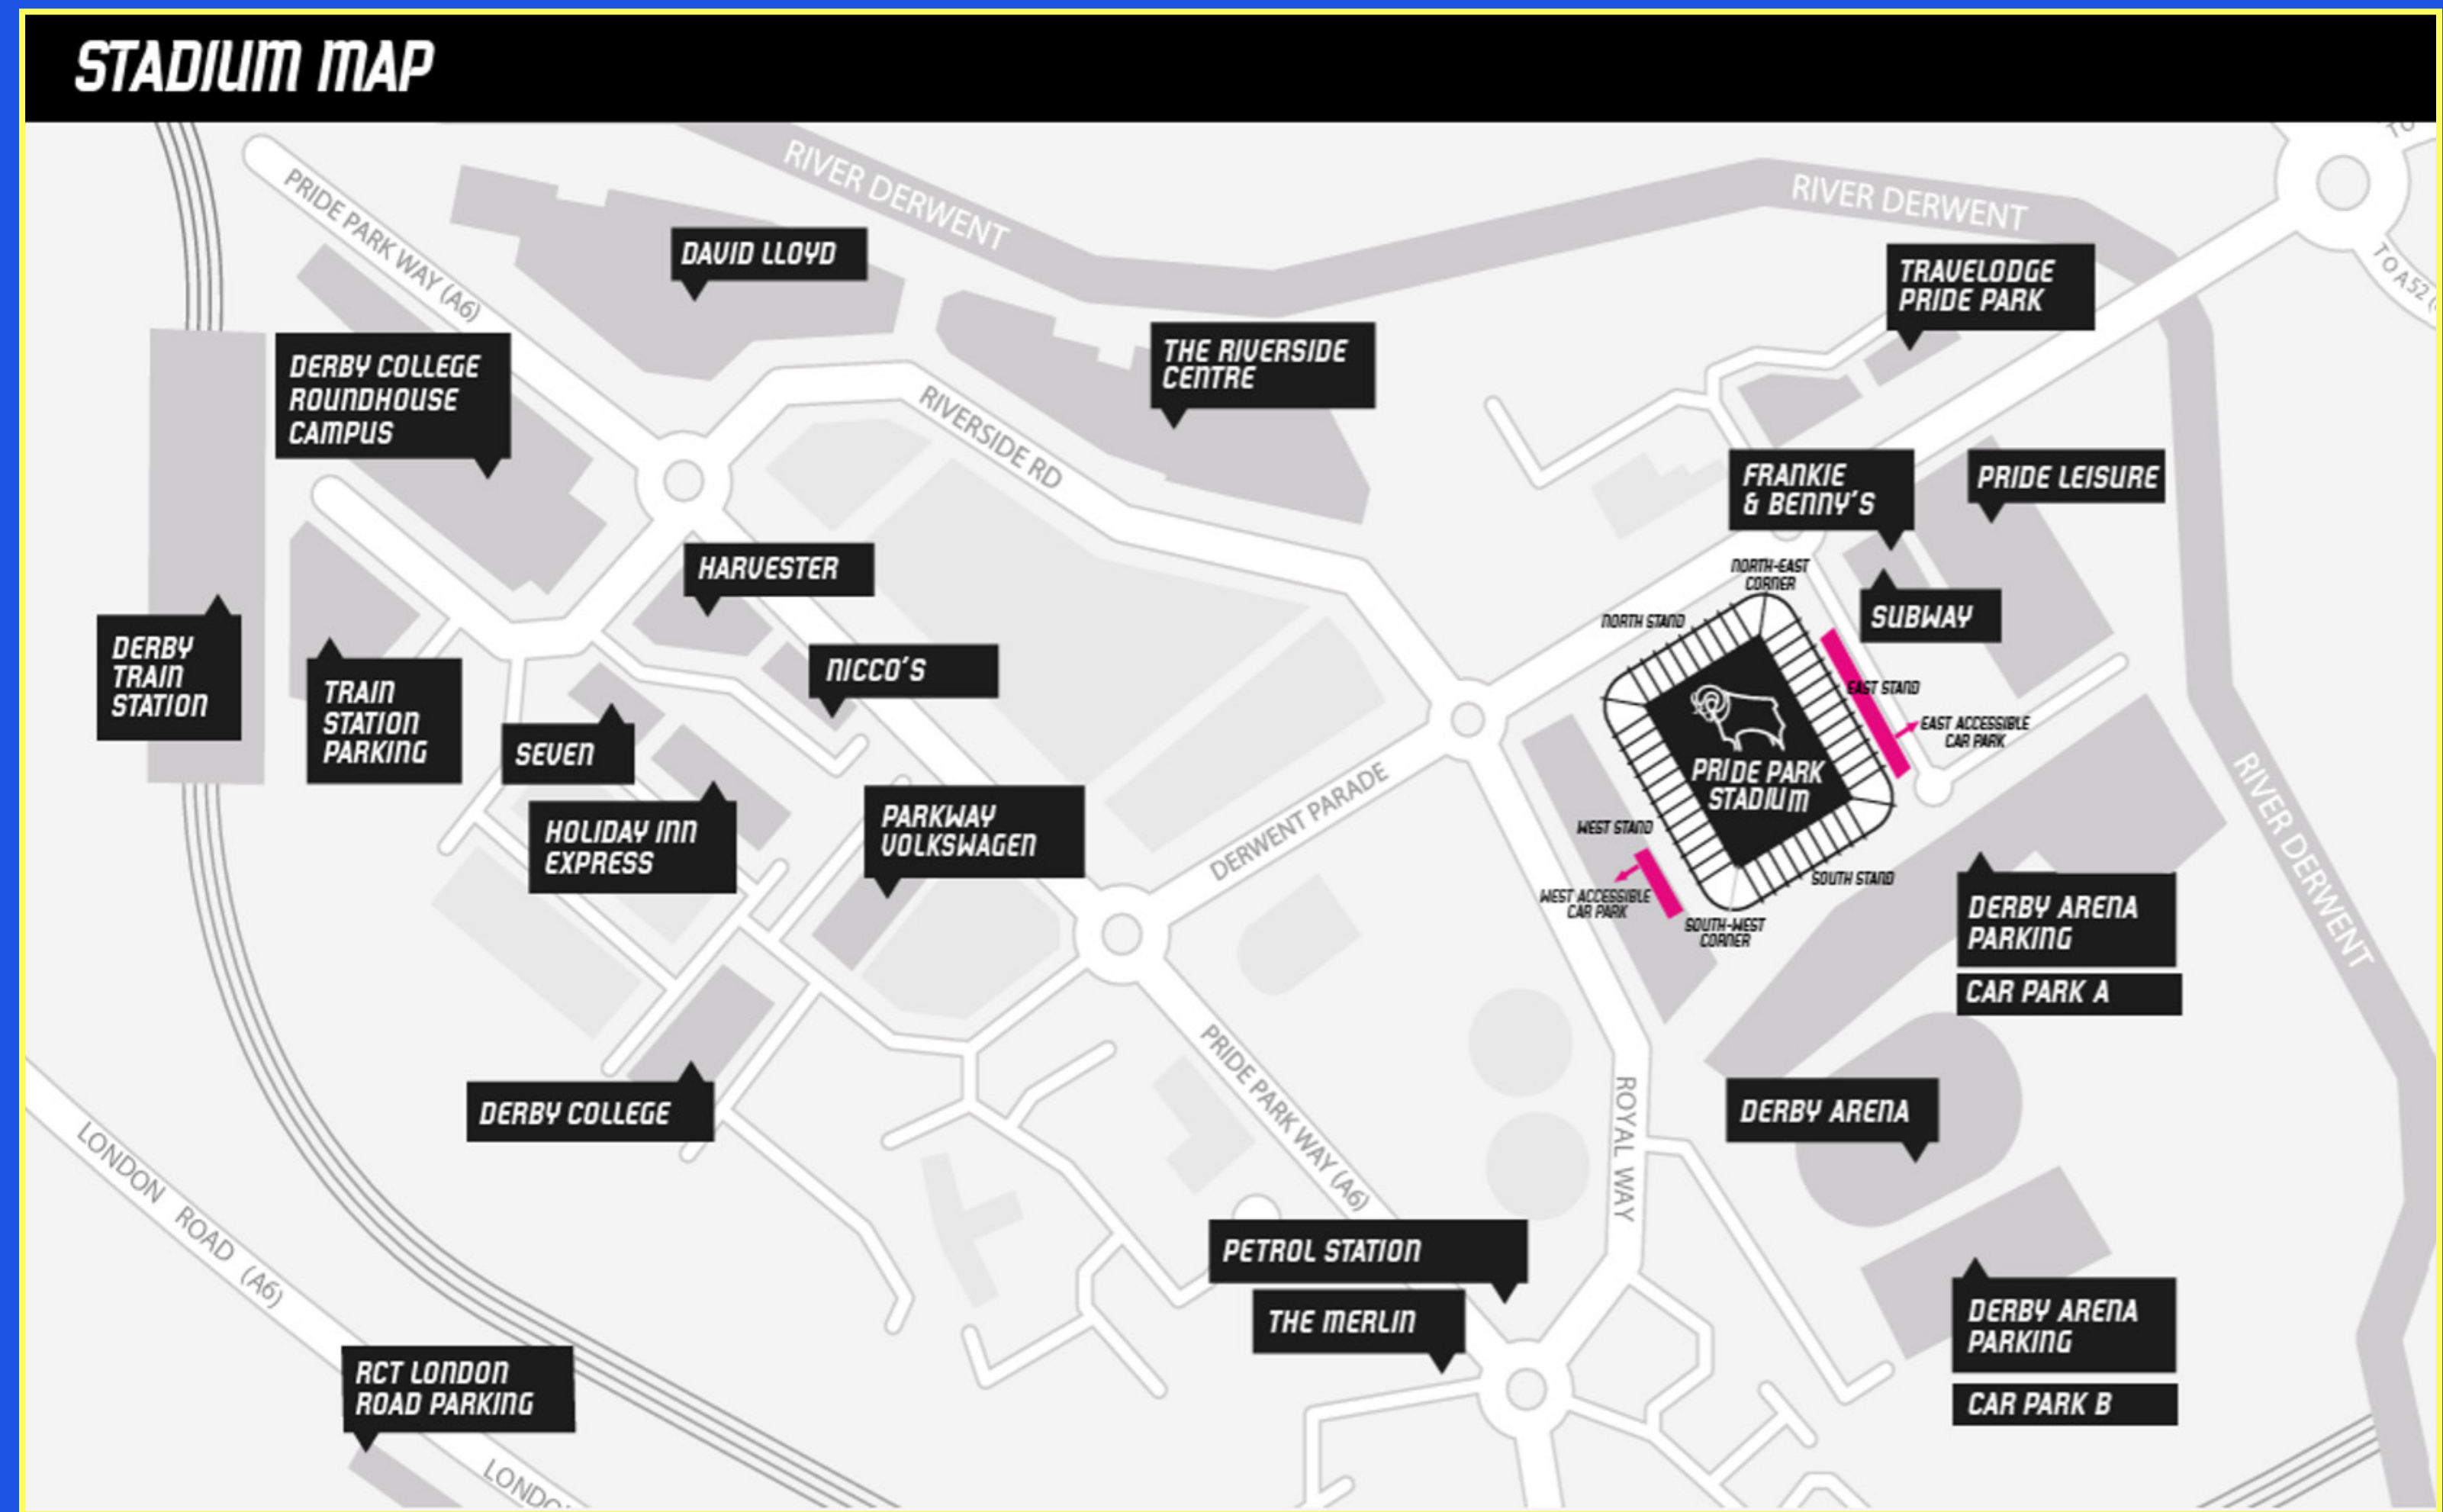 STADIUM MAP
TO
RIVER DERWENT
RIVER DERWENT
PRIDE PARK WAY (A6)
DAVID LLOYD
TRAVELODGE
PRIDE PARK
TO A52
THE RIVERSIDE
CENTRE
DERBY COLLEGE
ROUNDHOUSE
CAMPUS
RIVERSIDE RD
FRANKIE
& BENNY'S
PRIDE LEISURE
HARVESTER
NORTH-EAST
CORNER
NORTH STAND
SUBWAY
DERBY
TRAIN
STATION
TRAIN
STATION
PARKING
NICCO'S
EAST STAND
EAST ACCESSIBLE
CAR PARK
SEVEN
PRIDE PARK
STADIUM
HOLIDAY INN
EXPRESS
PARKWAY
VOLKSWAGEN
DERWENT PARADE
WEST STAND
WEST ACCESSIBLE
CAR PARK
SOUTH STAND
SOUTH-WEST
CORNER
RIVER DERWENT
DERBY ARENA
PARKING
CAR PARK A
DERBY COLLEGE
PRIDE PARK WAY (A6)
ROYAL WAY
DERBY ARENA
LONDON ROAD (A6)
PETROL STATION
THE MERLIN
DERBY ARENA
PARKING
CAR PARK B
RCT LONDON
ROAD PARKING